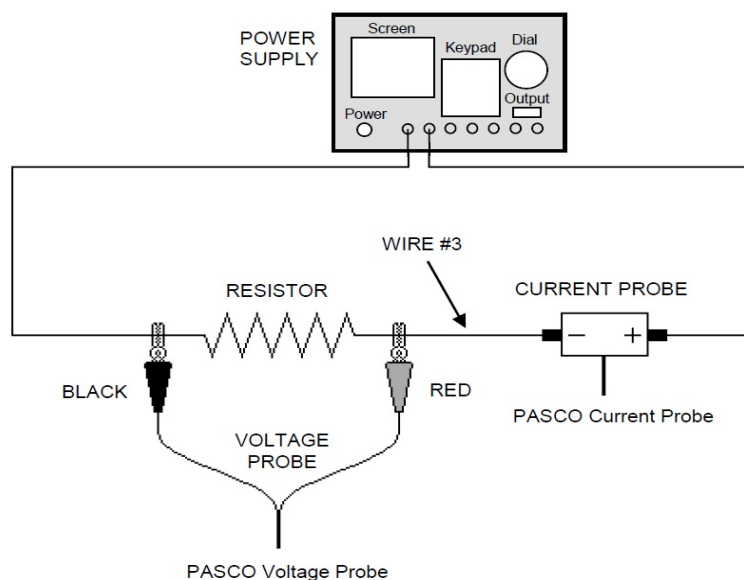 POWER
SUPPLY
Screen
Keypad
Dial
Output
Power
WIRE #3
RESISTOR
CURRENT PROBE
− +
BLACK
RED
PASCO Current Probe
VOLTAGE
PROBE
PASCO Voltage Probe